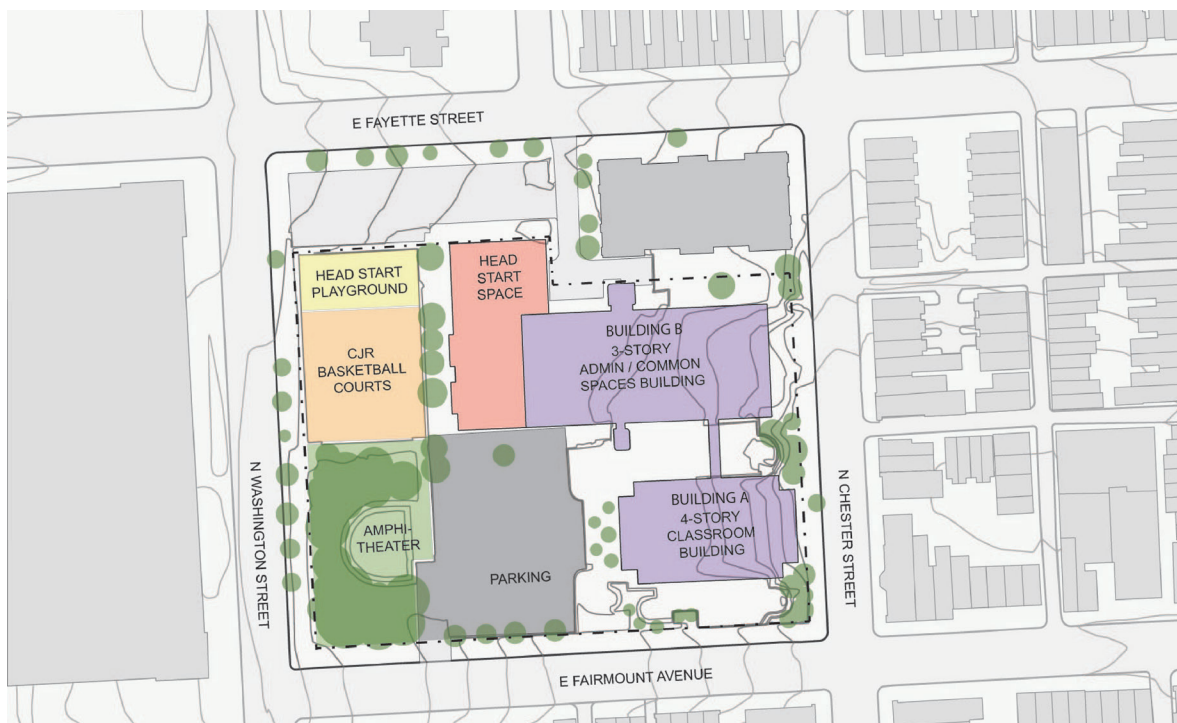 E FAYETTE STREET
HEAD START
PLAYGROUND
HEAD
START
SPACE
CJR
BASKETBALL
COURTS
BUILDING B
3-STORY
ADMIN / COMMON
SPACES BUILDING
N WASHINGTON STREET
AMPHI-
THEATER
PARKING
BUILDING A
4-STORY
CLASSROOM
BUILDING
N CHESTER STREET
E FAIRMOUNT AVENUE